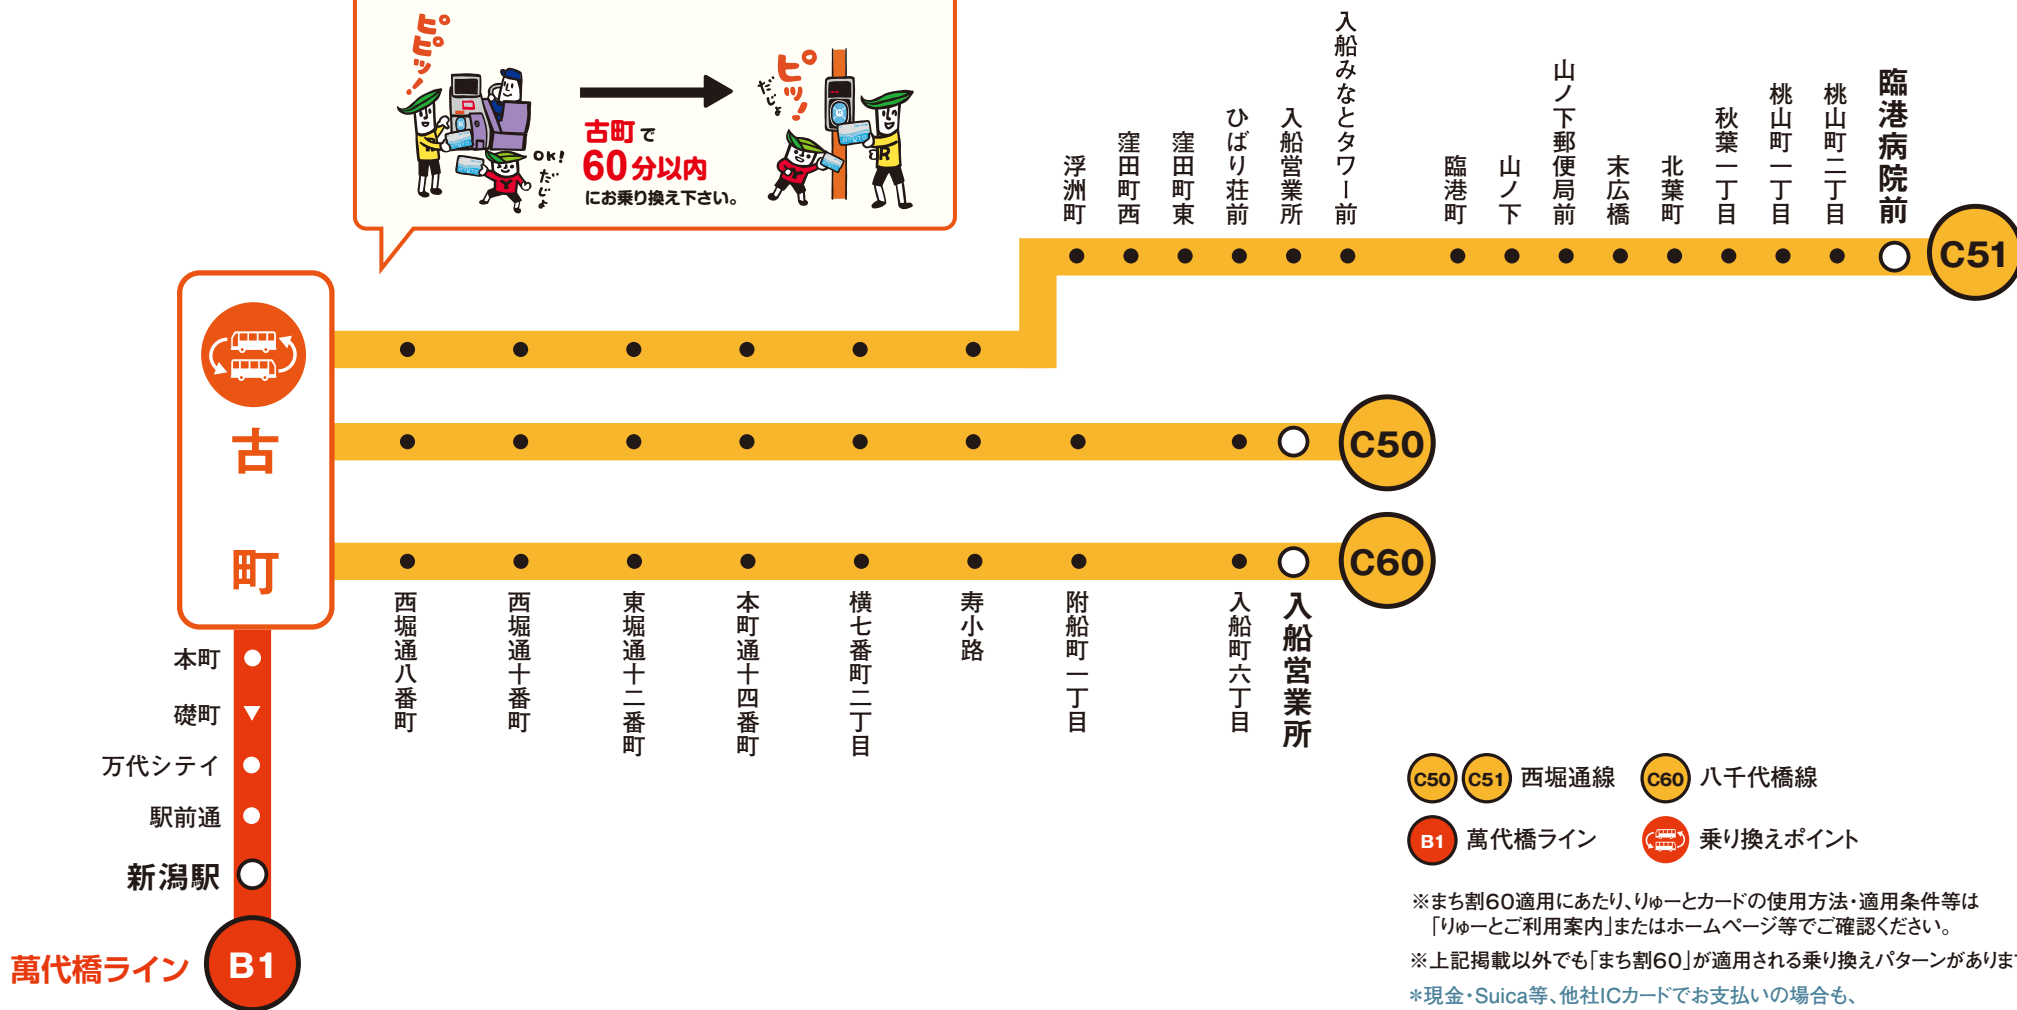 ピピッ!
OK!
だじょ
古町で
60分以内
にお乗り換え下さい。
ピッ!
だじょ
RYUTO
RYUTO
R
浮洲町
窪田町西
窪田町東
ひばり荘前
入船営業所
入船みなとタワー前
臨港町
山ノ下
山ノ下郵便局前
末広橋
北葉町
秋葉一丁目
桃山町一丁目
桃山町二丁目
臨港病院前
C51
C50
C60
古町
西堀通八番町
西堀通十番町
東堀通十二番町
本町通十四番町
横七番町二丁目
寿小路
附船町一丁目
入船町六丁目
入船営業所
本町
礎町
万代シテイ
駅前通
新潟駅
萬代橋ライン B1
C50 C51 西堀通線 C60 八千代橋線
B1 萬代橋ライン 乗り換えポイント
※まち割60適用にあたり、りゅーとカードの使用方法・適用条件等は
「りゅーとご利用案内」またはホームページ等でご確認ください。
※上記掲載以外でも「まち割60」が適用される乗り換えパターンがあります
*現金・Suica等、他社ICカードでお支払いの場合も、